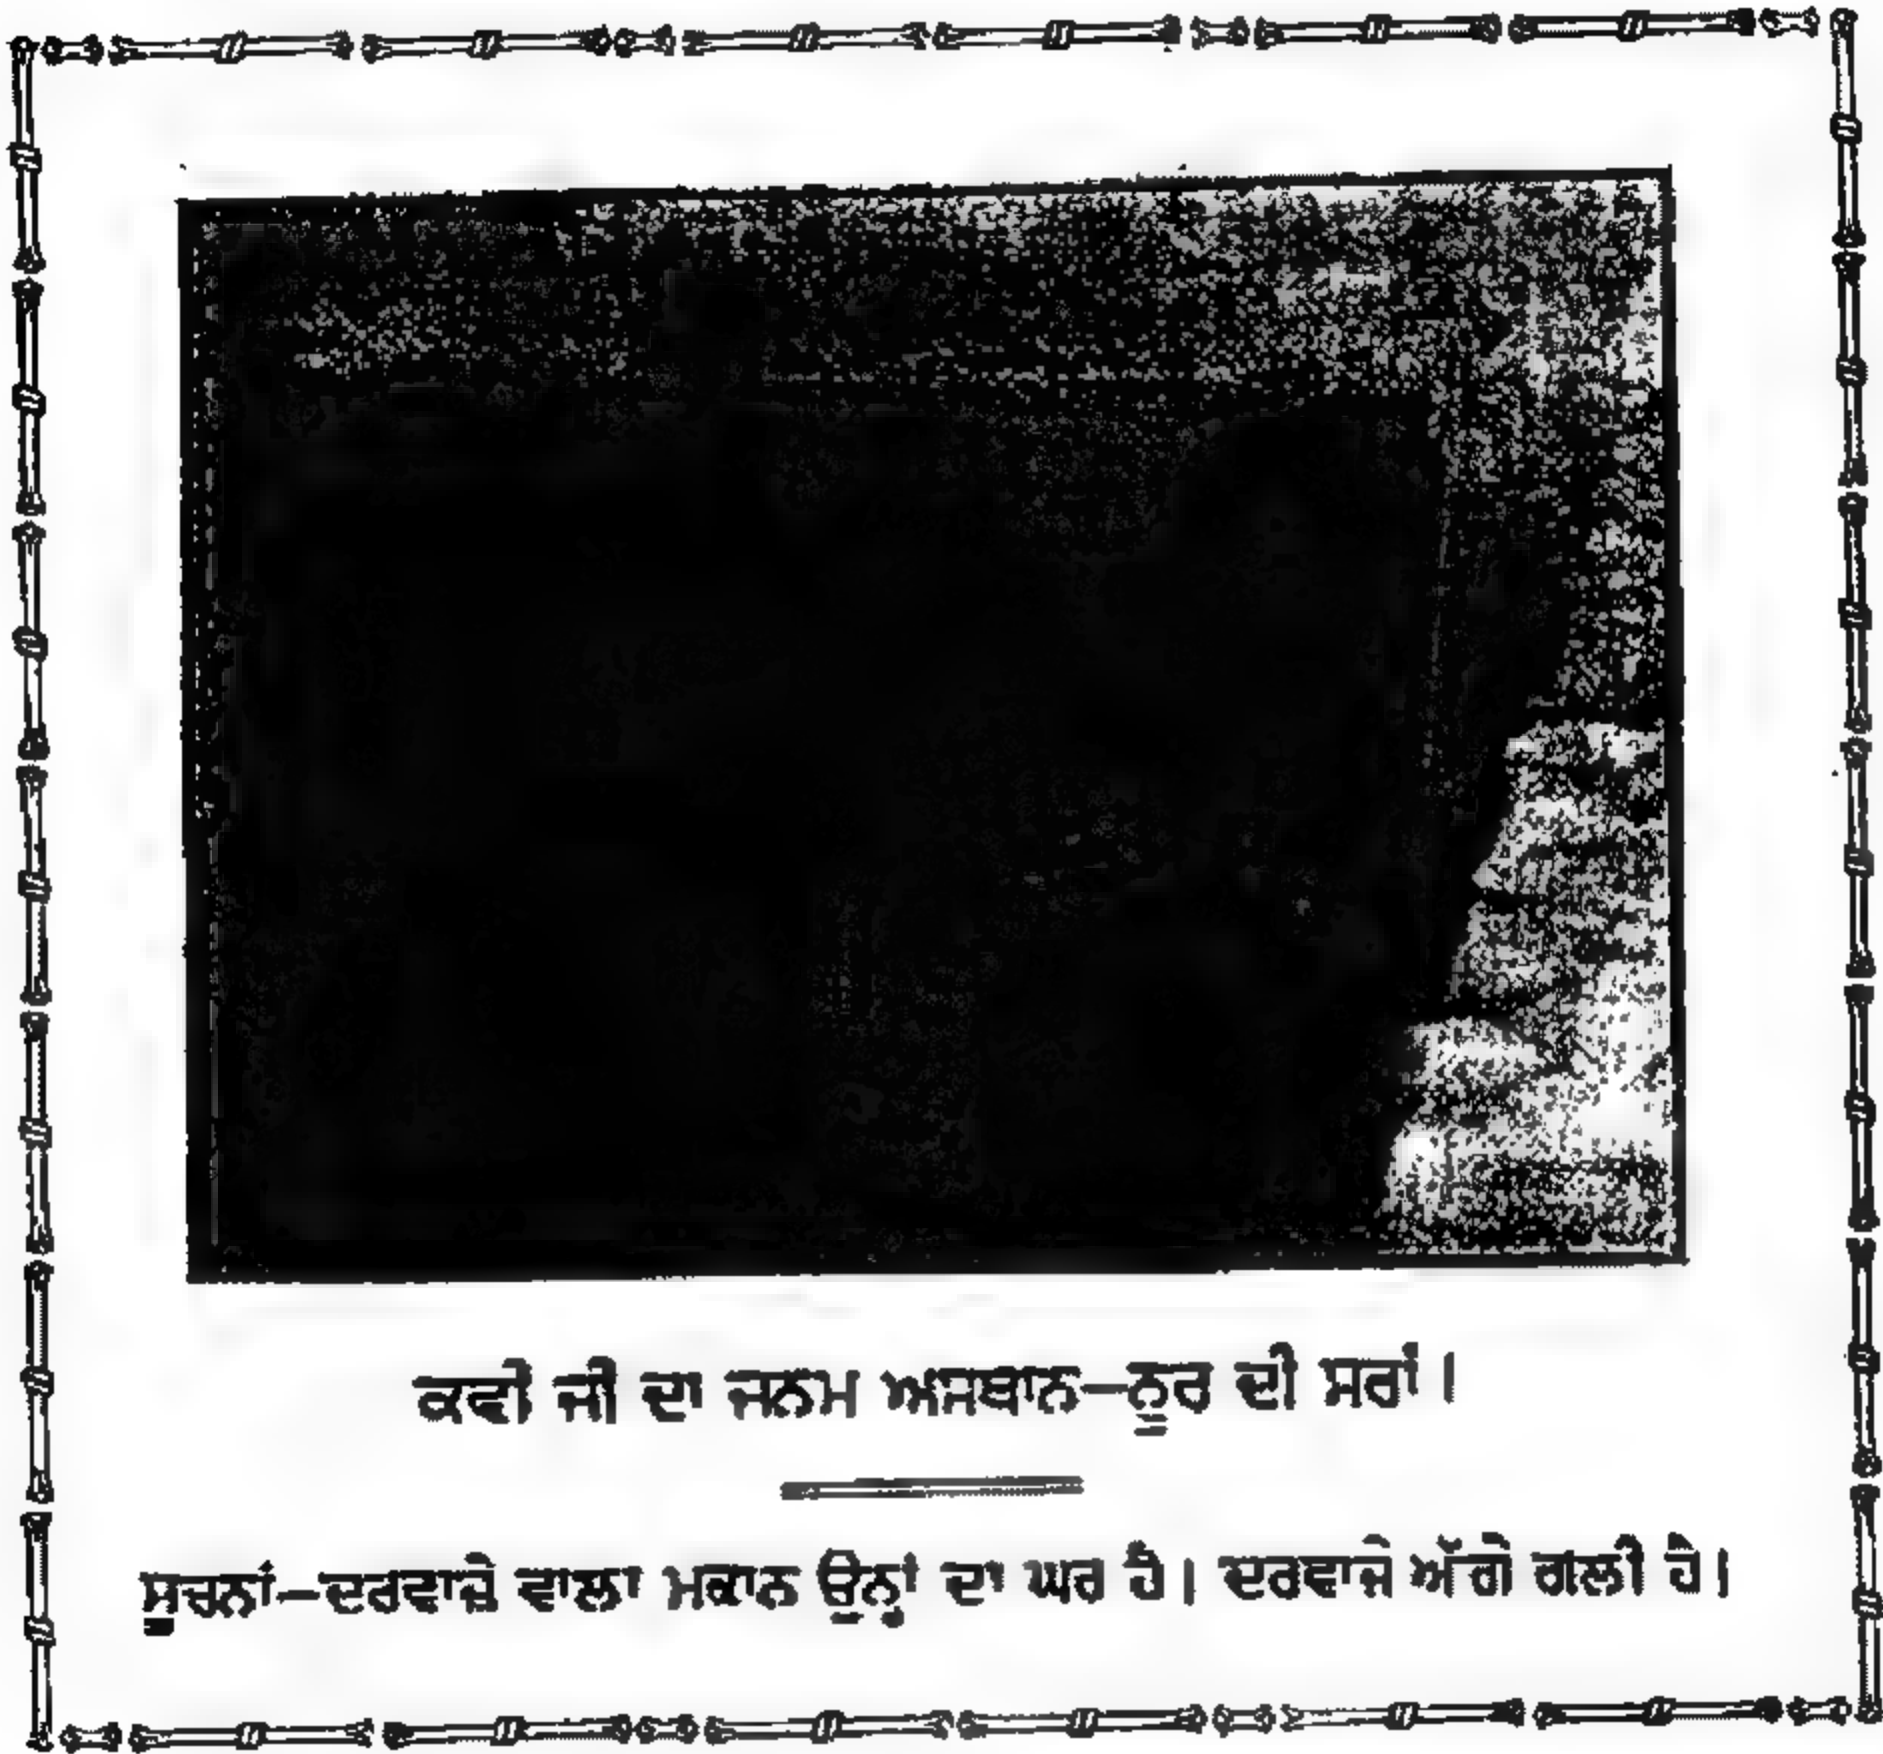 ਕਵੀ ਜੀ ਦਾ ਜਨਮ ਅਸਥਾਨ–ਨੂਰ ਦੀ ਸਰਾਂ।
ਸੂਚਨਾਂ–ਦਰਵਾਜ਼ੇ ਵਾਲਾ ਮਕਾਨ ਉਨ੍ਹਾਂ ਦਾ ਘਰ ਹੈ। ਦਰਵਾਜੇ ਅੱਗੇ ਗਲੀ ਹੈ।